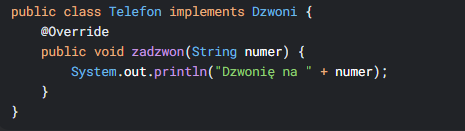 public class Telefon implements Dzwoni {
    @Override
    public void zadzwon(String numer) {
        System.out.println("Dzwonię na " + numer);
    }
}